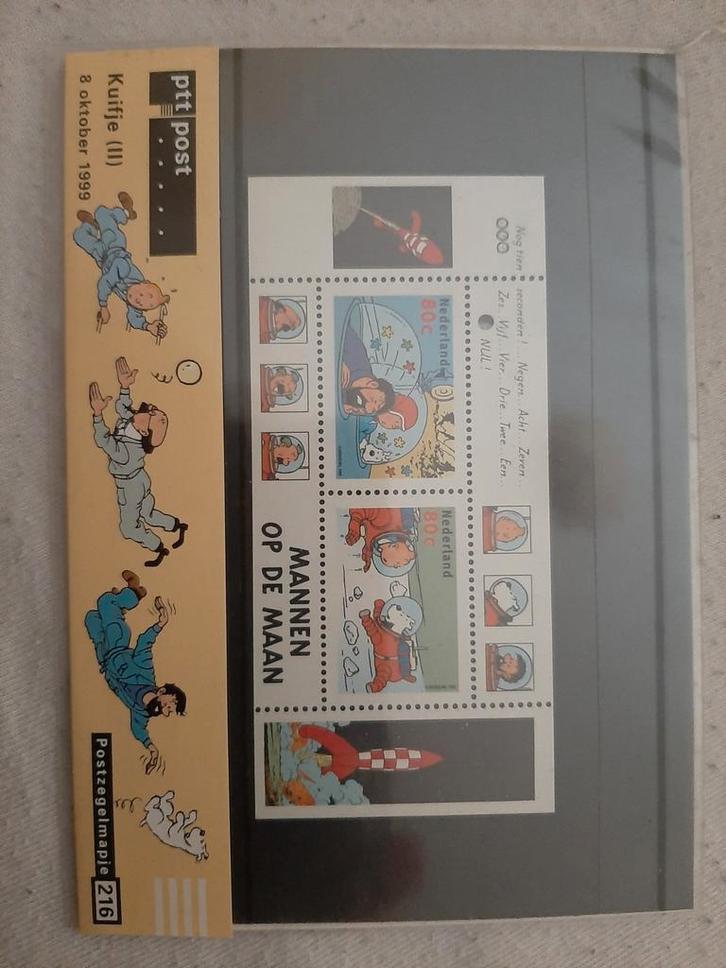 ptt post
Kuifje (II)
8 oktober 1999
Postzegelmapje 216
Nog tien seconden!... Negen... Acht... Zeven...
Zes... Vijf... Vier... Drie... Twee... Een...
NUL!
Nederland
80c
Nederland
80c
MANNEN
OP DE MAAN